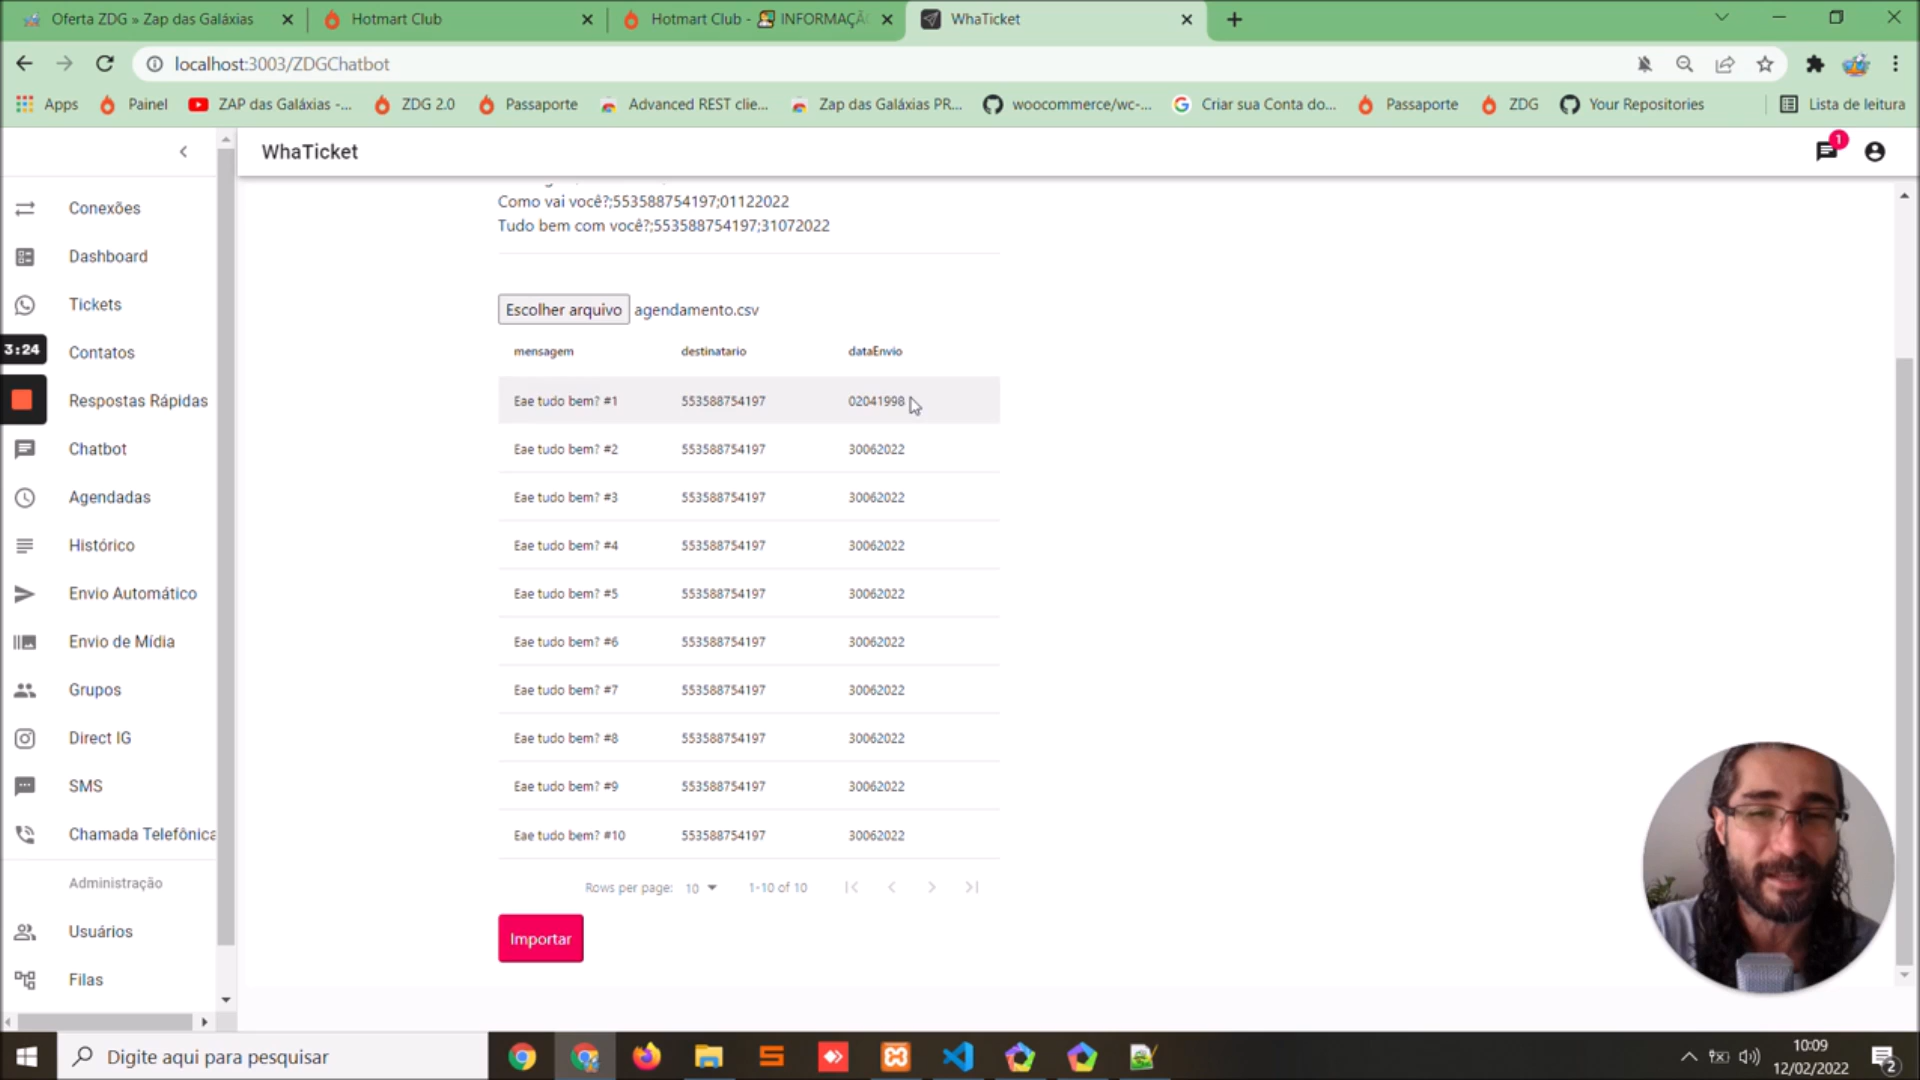 Oferta ZDG » Zap das Galáxias
Hotmart Club
Hotmart Club - INFORMAÇÃ
WhaTicket
localhost:3003/ZDGChatbot
Apps
Painel
ZAP das Galáxias -...
ZDG 2.0
Passaporte
Advanced REST clie...
Zap das Galáxias PR...
woocommerce/wc-...
Criar sua Conta do...
Passaporte
ZDG
Your Repositories
Lista de leitura
WhaTicket
1
Conexões
Dashboard
Tickets
3:24
Contatos
Respostas Rápidas
Chatbot
Agendadas
Histórico
Envio Automático
Envio de Mídia
Grupos
Direct IG
SMS
Chamada Telefônica
Administração
Usuários
Filas
Como vai você?;553588754197;01122022
Tudo bem com você?;553588754197;31072022
Escolher arquivo agendamento.csv
mensagem destinatario dataEnvio
Eae tudo bem? #1 553588754197 02041998
Eae tudo bem? #2 553588754197 30062022
Eae tudo bem? #3 553588754197 30062022
Eae tudo bem? #4 553588754197 30062022
Eae tudo bem? #5 553588754197 30062022
Eae tudo bem? #6 553588754197 30062022
Eae tudo bem? #7 553588754197 30062022
Eae tudo bem? #8 553588754197 30062022
Eae tudo bem? #9 553588754197 30062022
Eae tudo bem? #10 553588754197 30062022
Rows per page: 10 1-10 of 10
Importar
Digite aqui para pesquisar
10:09
12/02/2022
2